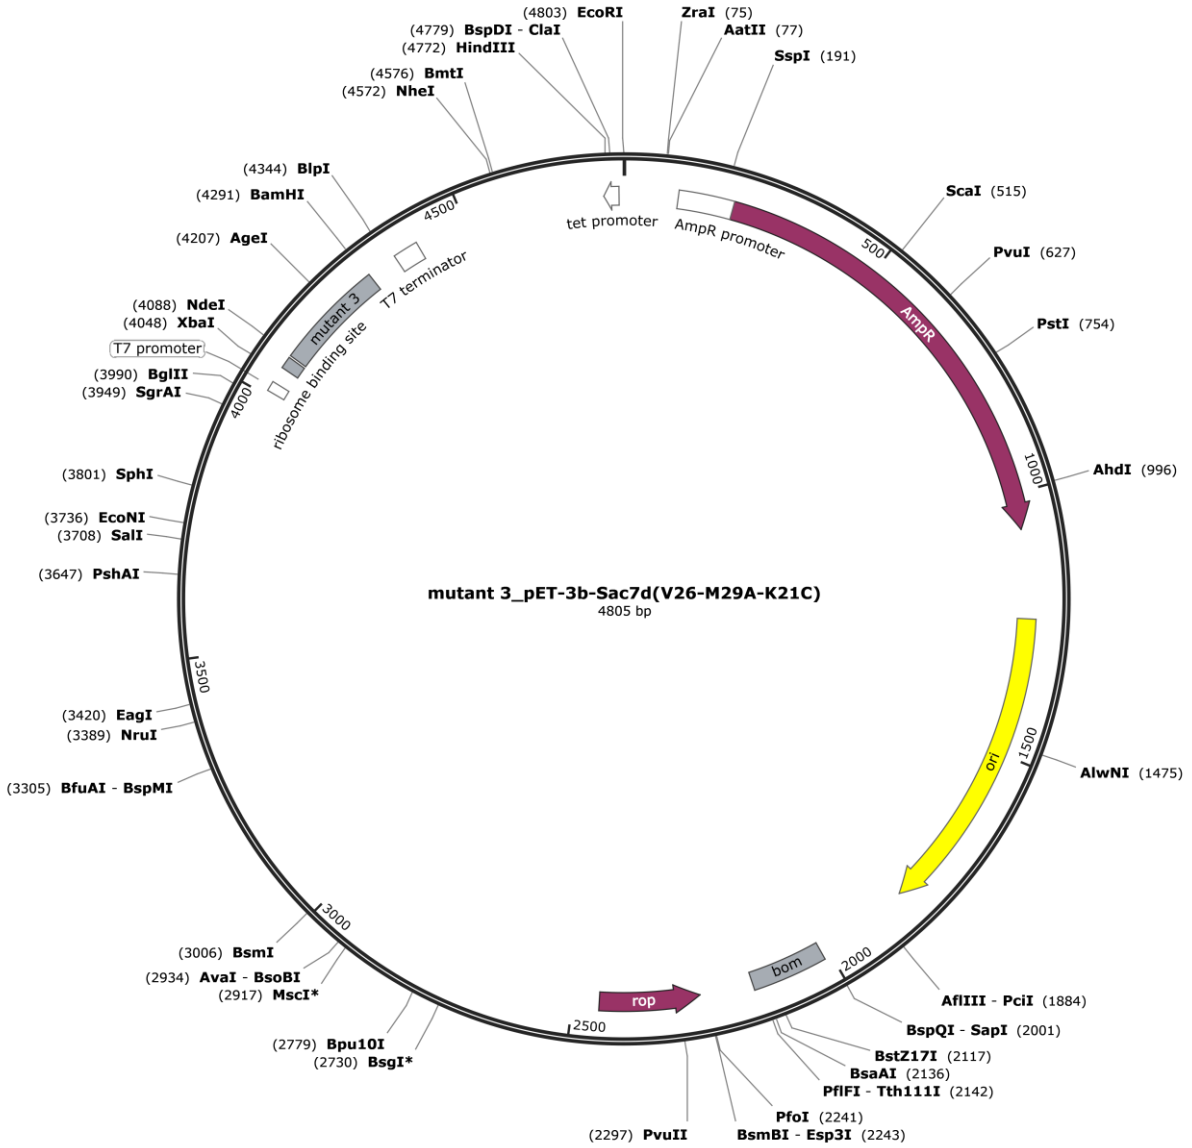 (4803) EcoRI
ZraI (75)
(4779) BspDI - ClaI
AatII (77)
(4772) HindIII
SspI (191)
(4576) BmtI
(4572) NheI
(4344) BlpI
(4291) BamHI
(4207) AgeI
(4088) NdeI
(4048) XbaI
T7 promoter
(3990) BglII
(3949) SgrAI
(3801) SphI
(3736) EcoNI
(3708) SalI
(3647) PshAI
(3420) EagI
(3389) NruI
(3305) BfuAI - BspMI
(3006) BsmI
(2934) AvaI - BsoBI
(2917) MscI*
(2779) Bpu10I
(2730) BsgI*
(2297) PvuII
ScaI (515)
PvuI (627)
PstI (754)
AhdI (996)
AlwNI (1475)
AflIII - PciI (1884)
BspQI - SapI (2001)
BstZ17I (2117)
BsaAI (2136)
PflFI - Tth111I (2142)
PfoI (2241)
BsmBI - Esp3I (2243)
tet promoter
AmpR promoter
AmpR
ori
bom
rop
ribosome binding site
mutant 3
T7 terminator
500
1000
1500
2000
2500
3000
3500
4000
4500
mutant 3_pET-3b-Sac7d(V26-M29A-K21C)
4805 bp